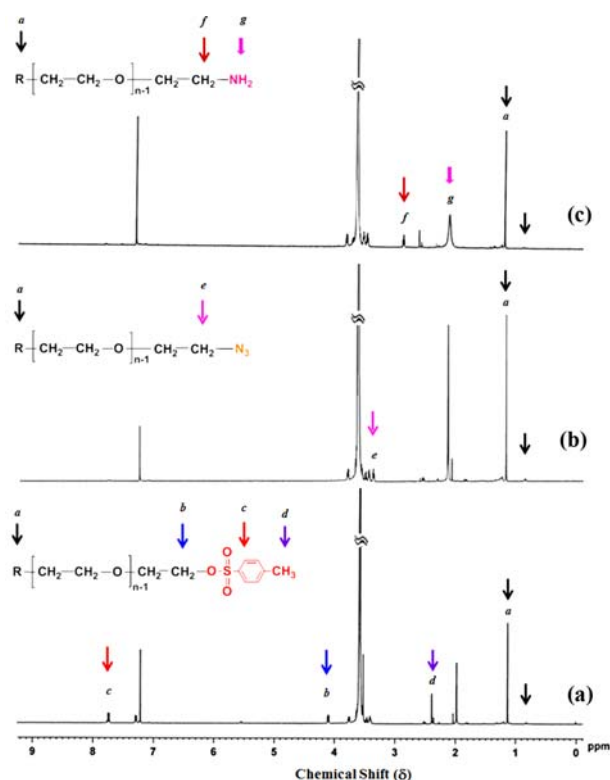 a f g
R CH₂ CH₂ O n-1 CH₂ CH₂ NH₂
a
f g
(c)
a e
R CH₂ CH₂ O n-1 CH₂ CH₂ N₃
a
e
(b)
a b c d
R CH₂ CH₂ O n-1 CH₂ CH₂ O S CH₃
O
O
a
c b d
(a)
9 8 7 6 5 4 3 2 1 0 ppm
Chemical Shift (δ)